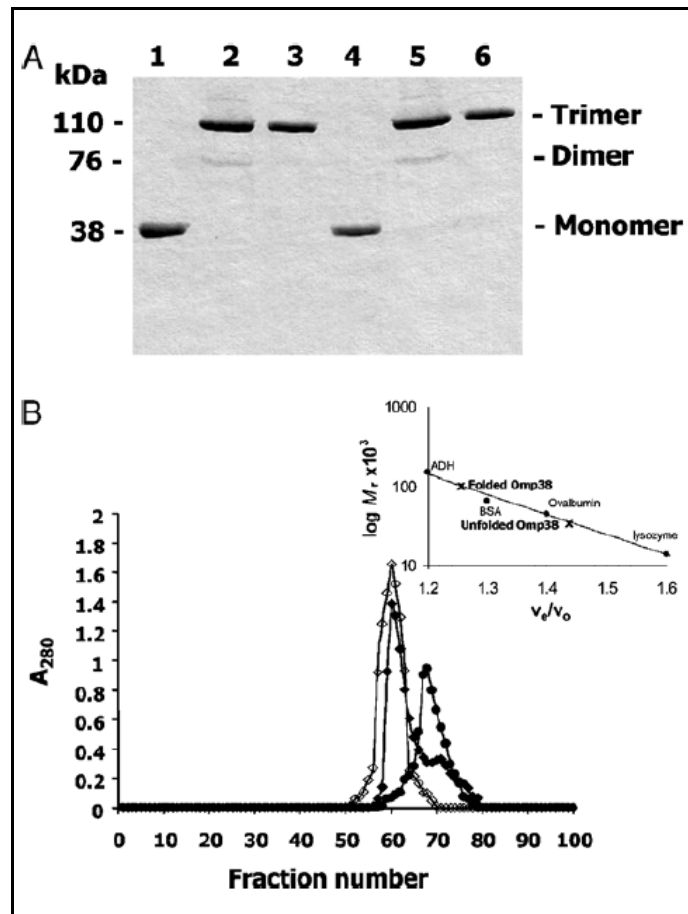 A
kDa
1 2 3 4 5 6
110 - - Trimer
76 - - Dimer
38 - - Monomer
B
1000
100
10
log Mr x10³
ADH
Folded Omp38
BSA
Ovalbumin
Unfolded Omp38
lysozyme
1.2 1.3 1.4 1.5 1.6
ve/vo
2
1.8
1.6
1.4
1.2
1
0.8
0.6
0.4
0.2
0
A280
0 10 20 30 40 50 60 70 80 90 100
Fraction number